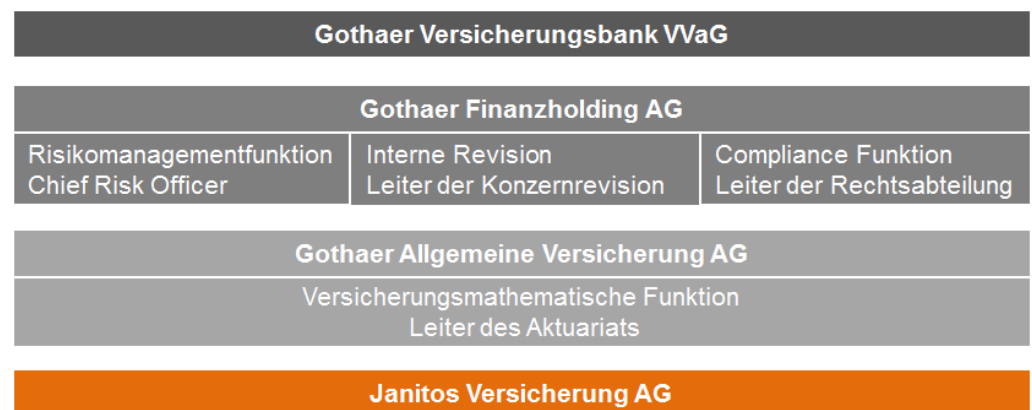 Gothaer Versicherungsbank VVaG
Gothaer Finanzholding AG
Risikomanagementfunktion
Chief Risk Officer
Interne Revision
Leiter der Konzernrevision
Compliance Funktion
Leiter der Rechtsabteilung
Gothaer Allgemeine Versicherung AG
Versicherungsmathematische Funktion
Leiter des Aktuariats
Janitos Versicherung AG